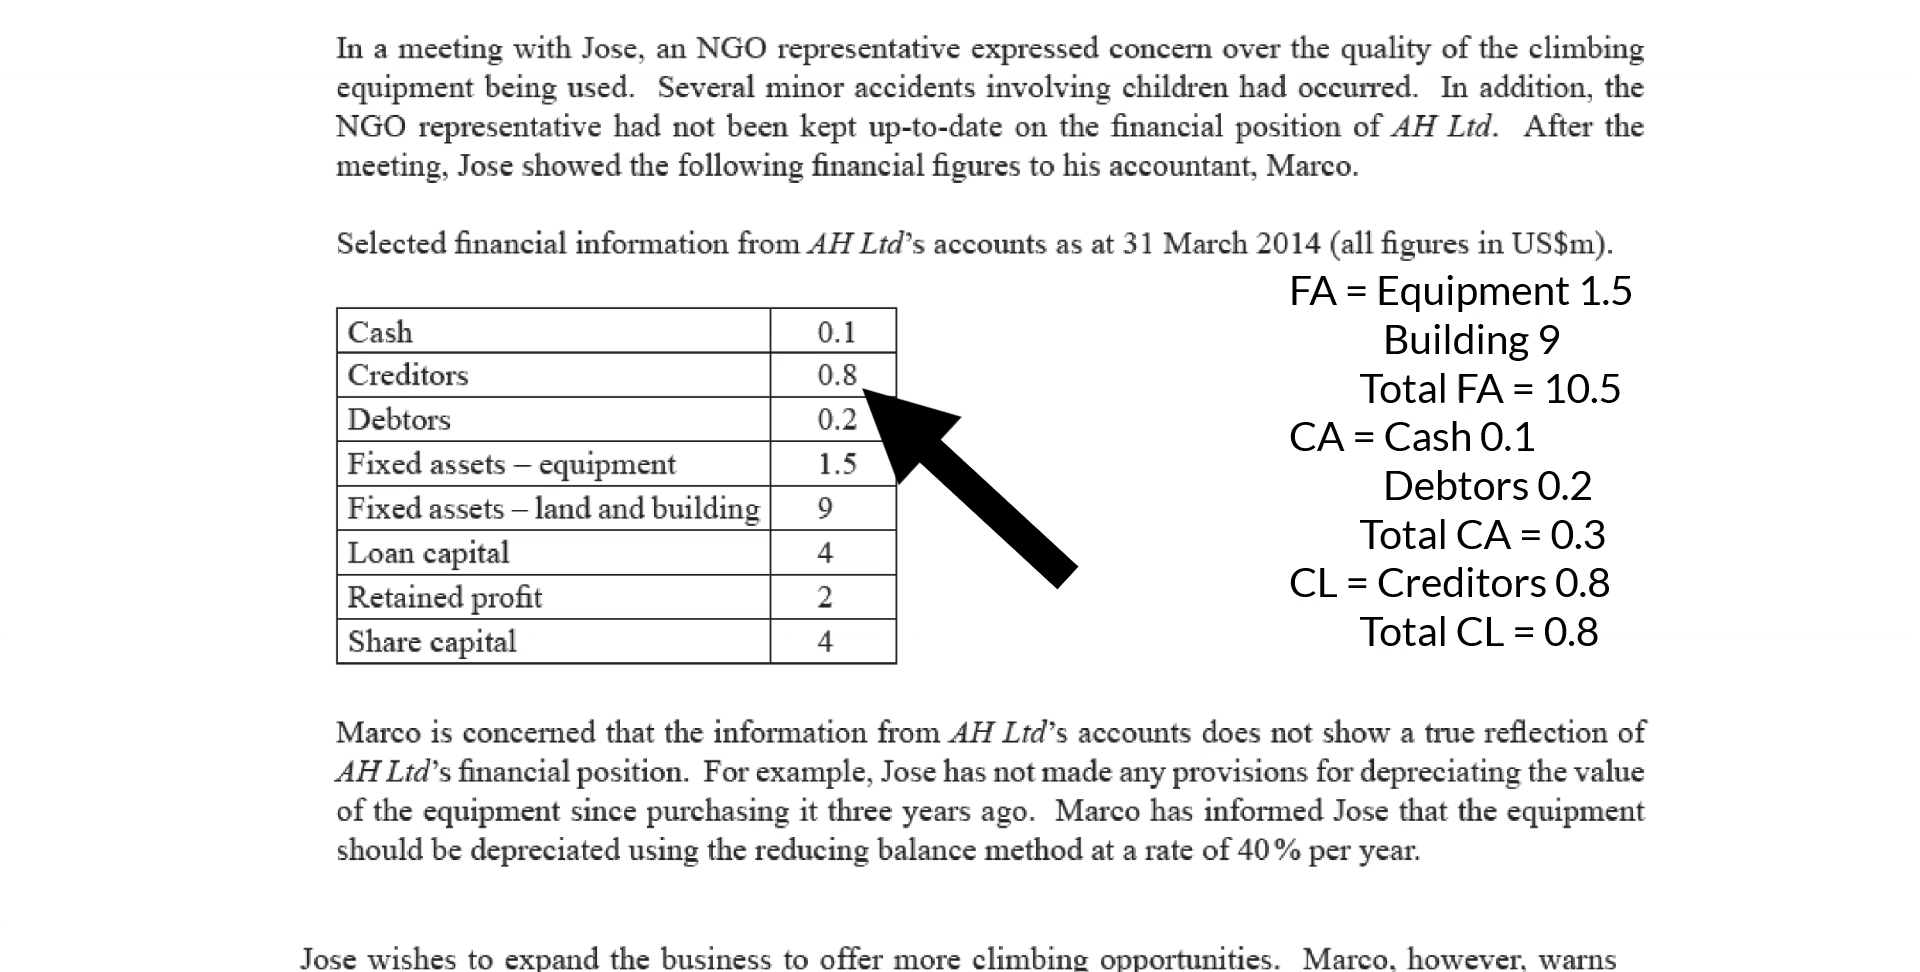 In a meeting with Jose, an NGO representative expressed concern over the quality of the climbing
equipment being used. Several minor accidents involving children had occurred. In addition, the
NGO representative had not been kept up-to-date on the financial position of AH Ltd. After the
meeting, Jose showed the following financial figures to his accountant, Marco.
Selected financial information from AH Ltd's accounts as at 31 March 2014 (all figures in US$m).
Cash 0.1
Creditors 0.8
Debtors 0.2
Fixed assets – equipment 1.5
Fixed assets – land and building 9
Loan capital 4
Retained profit 2
Share capital 4
FA = Equipment 1.5
Building 9
Total FA = 10.5
CA = Cash 0.1
Debtors 0.2
Total CA = 0.3
CL = Creditors 0.8
Total CL = 0.8
Marco is concerned that the information from AH Ltd's accounts does not show a true reflection of
AH Ltd's financial position. For example, Jose has not made any provisions for depreciating the value
of the equipment since purchasing it three years ago. Marco has informed Jose that the equipment
should be depreciated using the reducing balance method at a rate of 40 % per year.
Jose wishes to expand the business to offer more climbing opportunities. Marco, however, warns